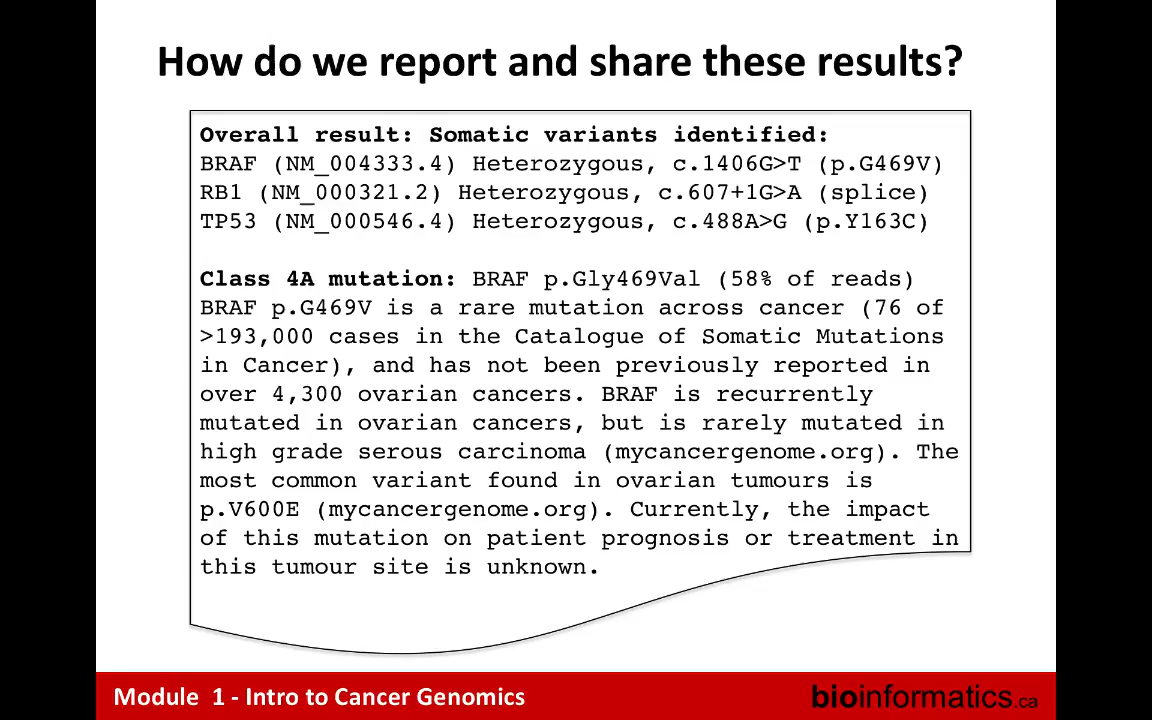 How do we report and share these results?
Overall result: Somatic variants identified:
BRAF (NM_004333.4) Heterozygous, c.1406G>T (p.G469V)
RB1 (NM_000321.2) Heterozygous, c.607+1G>A (splice)
TP53 (NM_000546.4) Heterozygous, c.488A>G (p.Y163C)
Class 4A mutation: BRAF p.Gly469Val (58% of reads)
BRAF p.G469V is a rare mutation across cancer (76 of
>193,000 cases in the Catalogue of Somatic Mutations
in Cancer), and has not been previously reported in
over 4,300 ovarian cancers. BRAF is recurrently
mutated in ovarian cancers, but is rarely mutated in
high grade serous carcinoma (mycancergenome.org). The
most common variant found in ovarian tumours is
p.V600E (mycancergenome.org). Currently, the impact
of this mutation on patient prognosis or treatment in
this tumour site is unknown.
Module 1 - Intro to Cancer Genomics
bioinformatics.ca